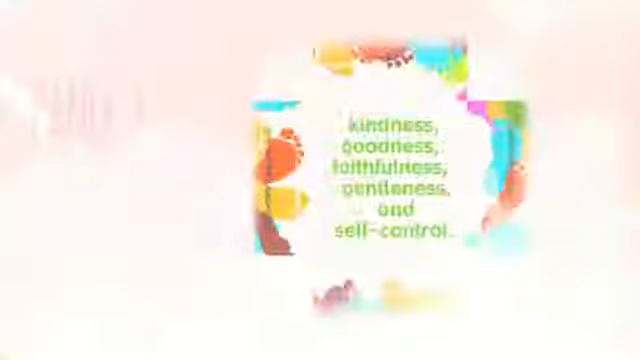 kindness,
goodness,
faithfulness,
gentleness,
and
self-control.